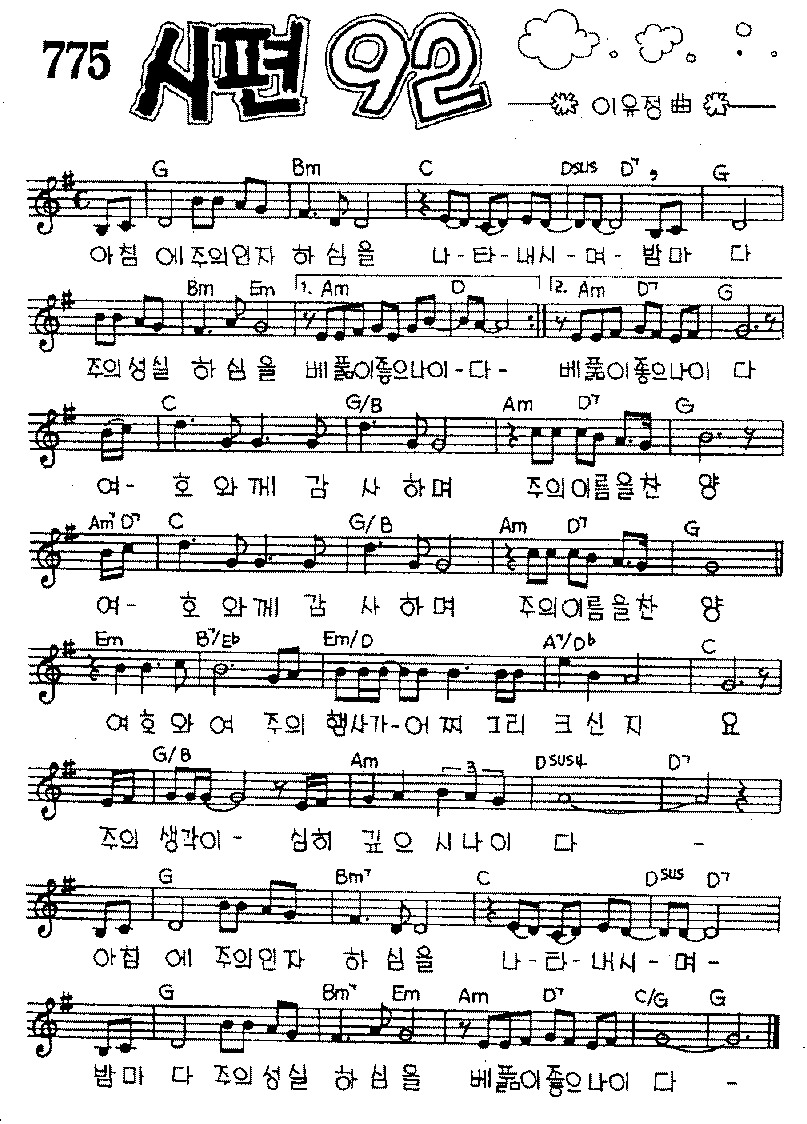 775 시편 92
이유정 曲
G Bm C Dsus D7 G
아침 에주의인자 하 심을 나-타-내시-며- 밤마 다
Bm Em 1. Am D 2. Am D7 G
주의성실 하 심을 베풂이좋으나이-다- 베풂이좋으나이 다
C G/B Am D7 G
여- 호 와께 감 사 하며 주의이름을찬 양
Am7 D7 C G/B Am D7 G
여- 호 와께 감 사 하며 주의이름을찬 양
Em B7/Eb Em/D A7/Db C
여호와 여 주의 행사가-어찌 그리 크 신 지 요
G/B Am 3 Dsus4 D7
주의 생각이- 심히 깊 으 시나이 다 -
G Bm7 C Dsus D7
아침 에 주의인자 하 심을 나-타-내시-며-
G Bm7 Em Am D7 C/G G
밤마 다 주의성실 하 심을 베풂이좋으나이 다 -